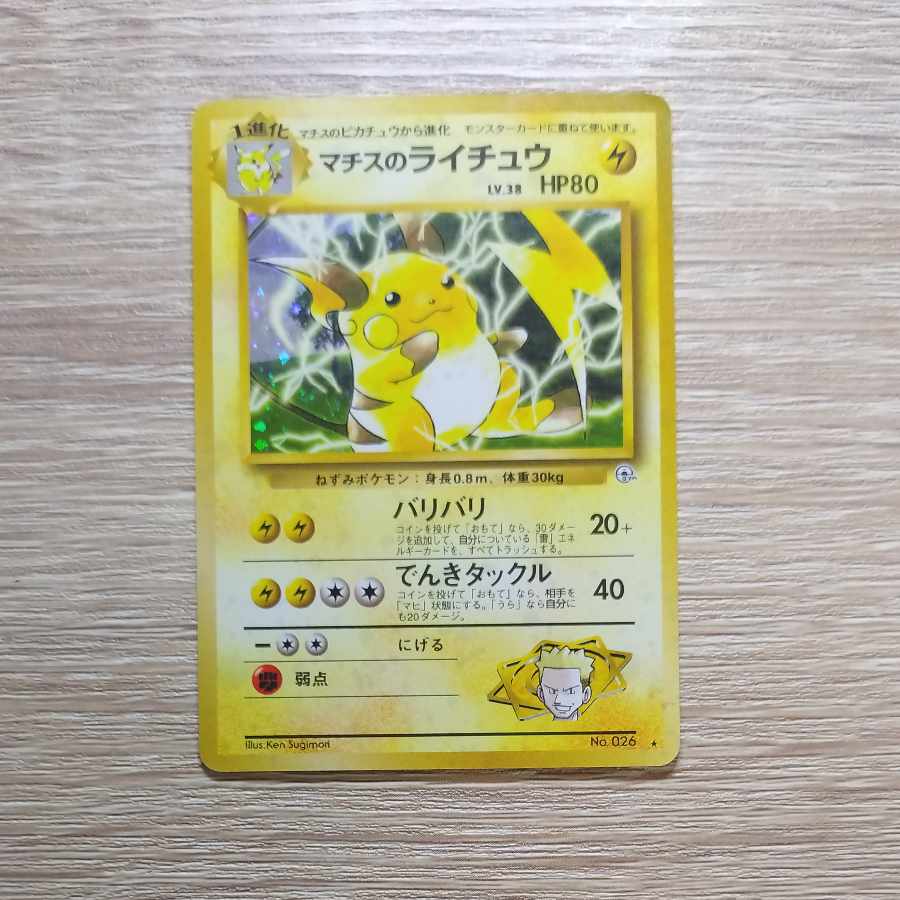 1進化 マチスのピカチュウから進化 モンスターカードに重ねて使います。
マチスのライチュウ
LV.38 HP80
ねずみポケモン：身長0.8m、体重30kg
バリバリ
コインを投げて「おもて」なら、30ダメー
ジを追加して、自分についている「雷」エネ
ルギーカードを、すべてトラッシュする。
20+
でんきタックル
コインを投げて「おもて」なら、相手を
「マヒ」状態にする。「うら」なら自分に
も20ダメージ。
40
にげる
弱点
Illus.Ken Sugimori No.026